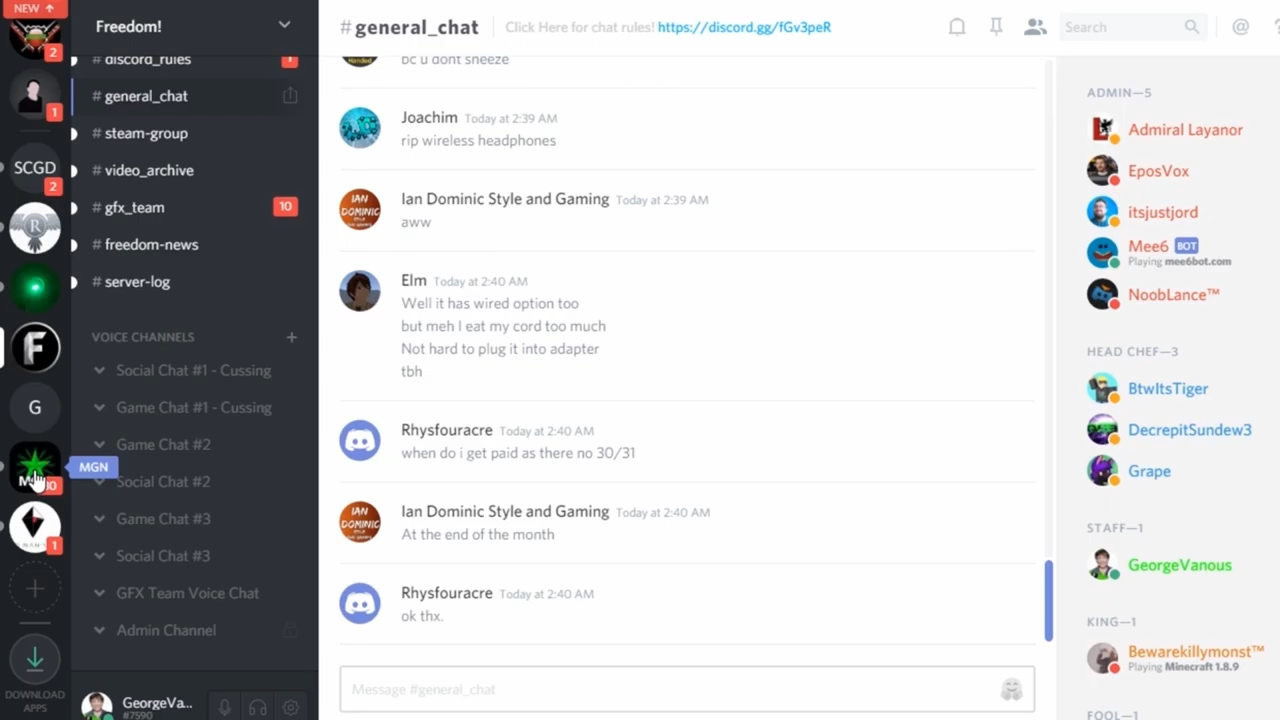 NEW ↑
2
1
SCGD
2
R
F
G
MGN
1
DOWNLOAD
APPS
Freedom!
# discord_rules
1
# general_chat
# steam-group
# video_archive
# gfx_team
10
# freedom-news
# server-log
VOICE CHANNELS
Social Chat #1 - Cussing
Game Chat #1 - Cussing
Game Chat #2
Social Chat #2
Game Chat #3
Social Chat #3
GFX Team Voice Chat
Admin Channel
GeorgeVa...
#7590
#general_chat
Click Here for chat rules! https://discord.gg/fGv3peR
Search
@
bc u dont sneeze
Joachim Today at 2:39 AM
rip wireless headphones
IAN
DOMINIC
Ian Dominic Style and Gaming Today at 2:39 AM
aww
Elm Today at 2:40 AM
Well it has wired option too
but meh I eat my cord too much
Not hard to plug it into adapter
tbh
Rhysfouracre Today at 2:40 AM
when do i get paid as there no 30/31
IAN
DOMINIC
Ian Dominic Style and Gaming Today at 2:40 AM
At the end of the month
Rhysfouracre Today at 2:40 AM
ok thx.
Message #general_chat
ADMIN—5
Admiral Layanor
EposVox
itsjustjord
Mee6 BOT
Playing mee6bot.com
NoobLance™
HEAD CHEF—3
BtwItsTiger
DecrepitSundew3
Grape
STAFF—1
GeorgeVanous
KING—1
Bewarekillymonst™
Playing Minecraft 1.8.9
FOOL—1